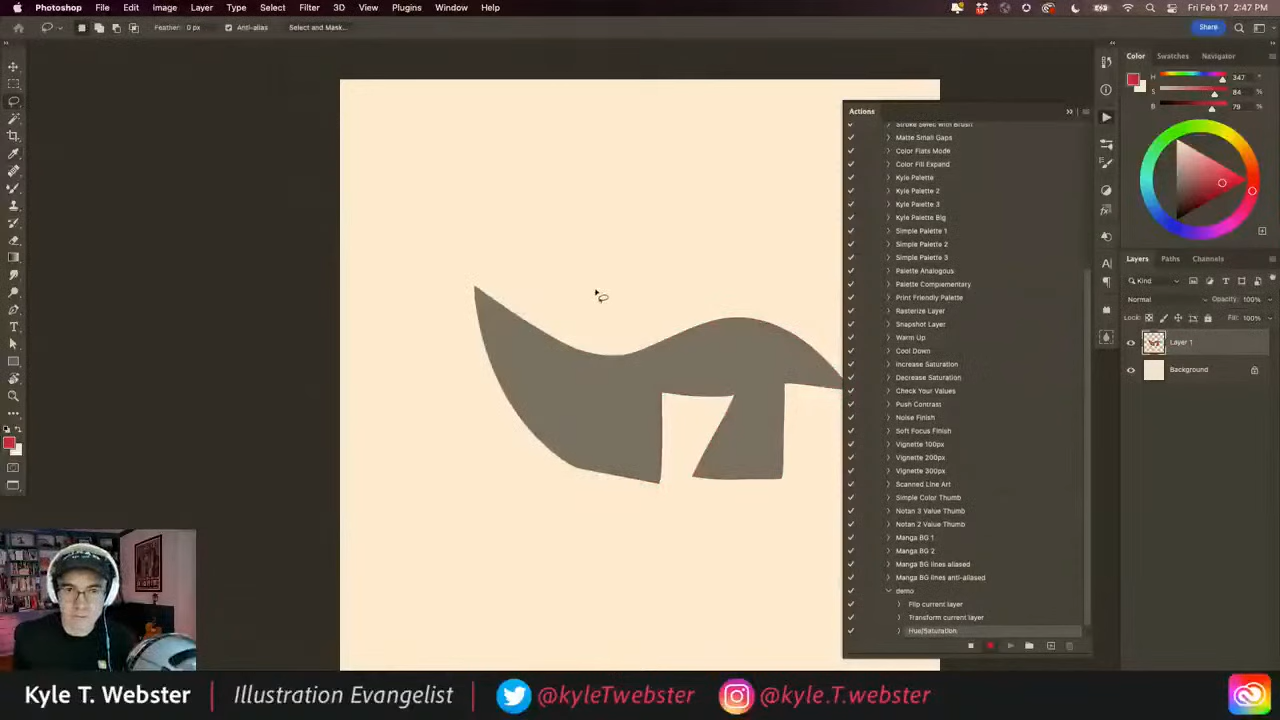 Photoshop File Edit Image Layer Type Select Filter 3D View Plugins Window Help Fri Feb 17 2:47 PM
Feather: 0 px Anti-alias Select and Mask... Share
Color Swatches Navigator
H 347
S 84 %
B 79 %
Actions
Stroke Selec. with Brush
Matte Small Gaps
Color Flats Mode
Color Fill Expand
Kyle Palette
Kyle Palette 2
Kyle Palette 3
Kyle Palette Big
Simple Palette 1
Simple Palette 2
Simple Palette 3
Palette Analogous
Palette Complementary
Print Friendly Palette
Rasterize Layer
Snapshot Layer
Warm Up
Cool Down
Increase Saturation
Decrease Saturation
Check Your Values
Push Contrast
Noise Finish
Soft Focus Finish
Vignette 100px
Vignette 200px
Vignette 300px
Scanned Line Art
Simple Color Thumb
Notan 3 Value Thumb
Notan 2 Value Thumb
Manga BG 1
Manga BG 2
Manga BG lines aliased
Manga BG lines anti-aliased
demo
Flip current layer
Transform current layer
Hue/Saturation
Layers Paths Channels
Kind
Normal Opacity: 100%
Lock: Fill: 100%
Layer 1
Background
Kyle T. Webster | Illustration Evangelist @kyleTwebster @kyle.T.webster